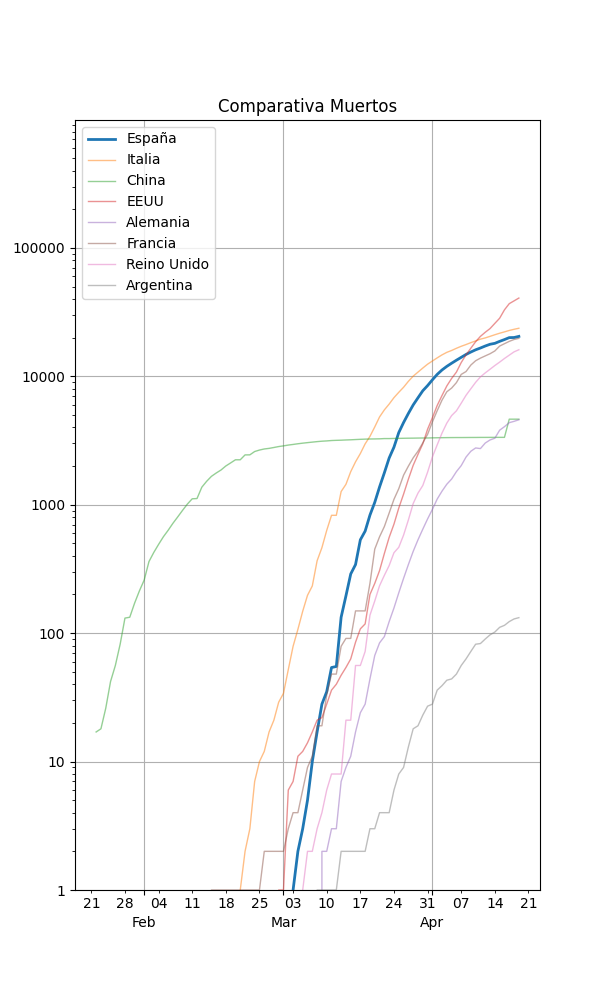 Comparativa Muertos
España
Italia
China
EEUU
Alemania
Francia
Reino Unido
Argentina
100000
10000
1000
100
10
1
21 28 04 11 18 25 03 10 17 24 31 07 14 21
Feb Mar Apr